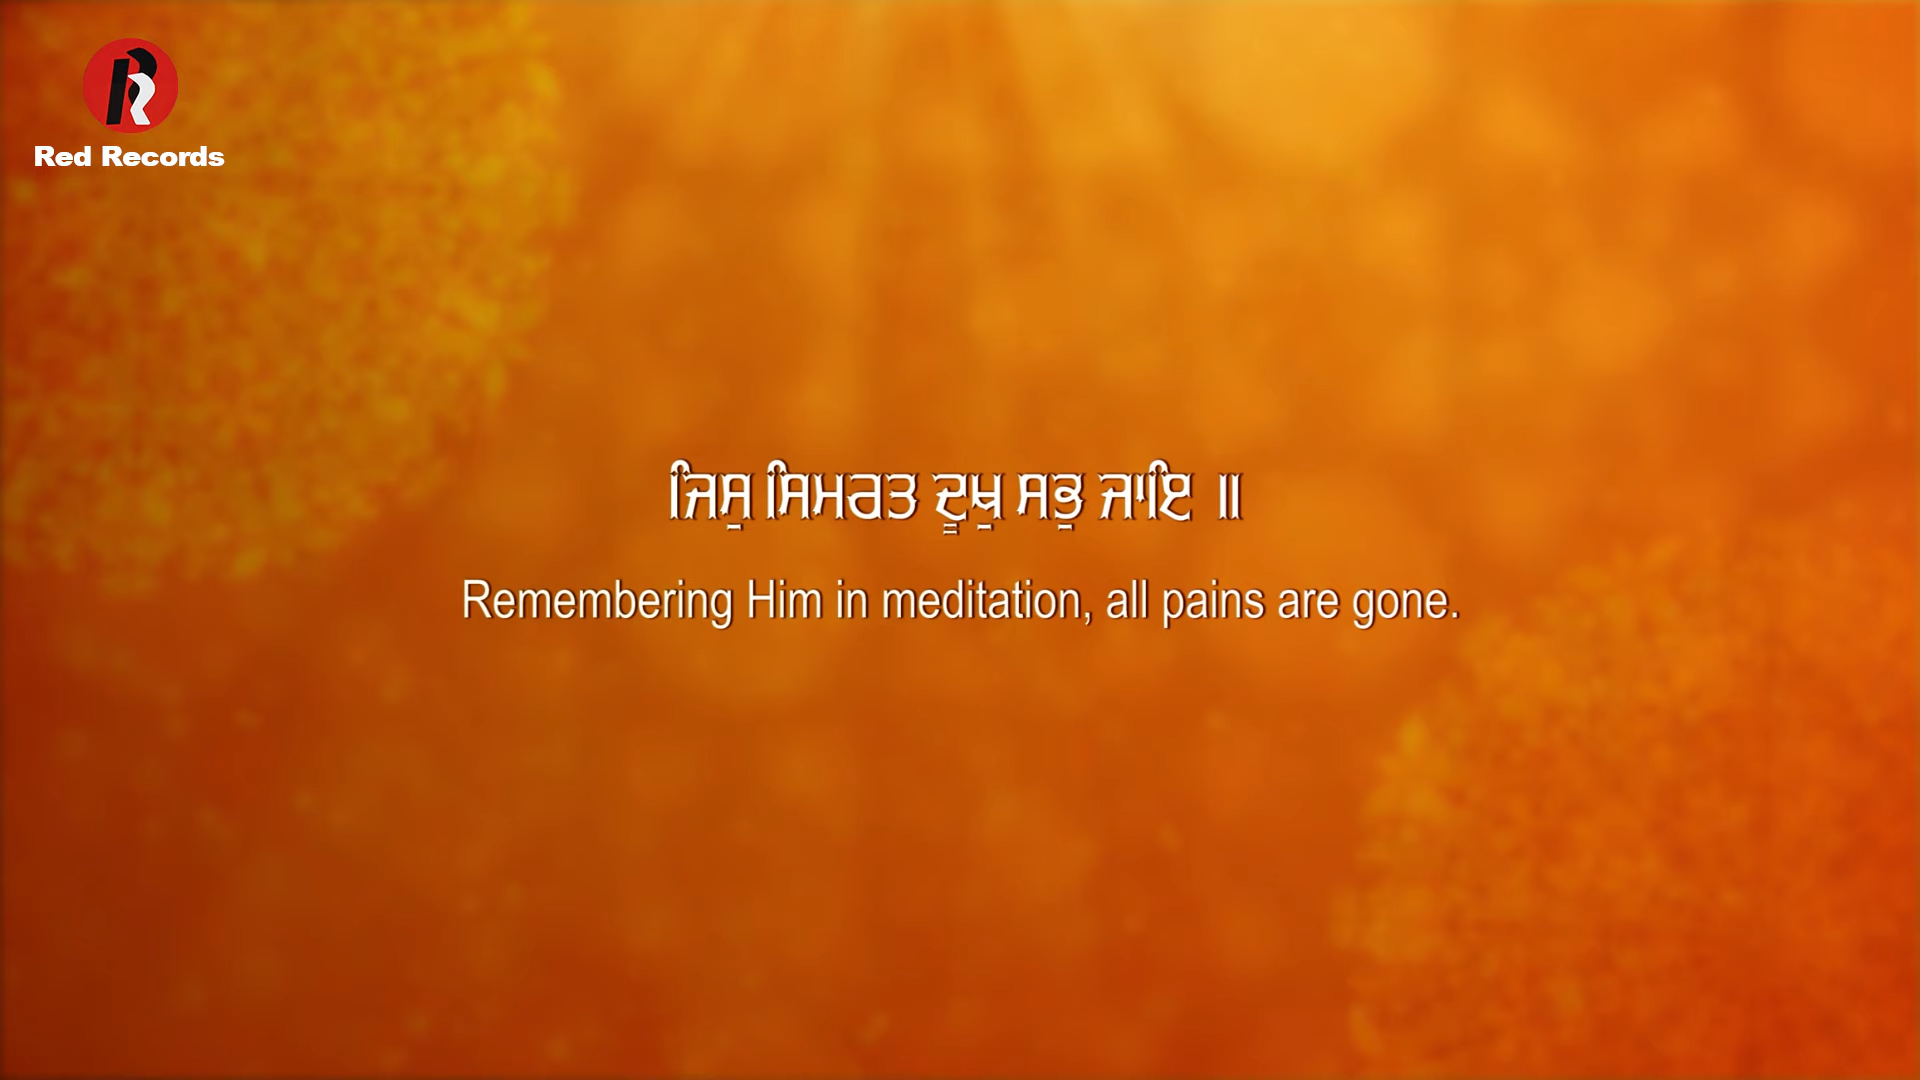 Red Records
ਜਿਸੁ ਸਿਮਰਤ ਦੂਖੁ ਸਭੁ ਜਾਇ ॥
Remembering Him in meditation, all pains are gone.